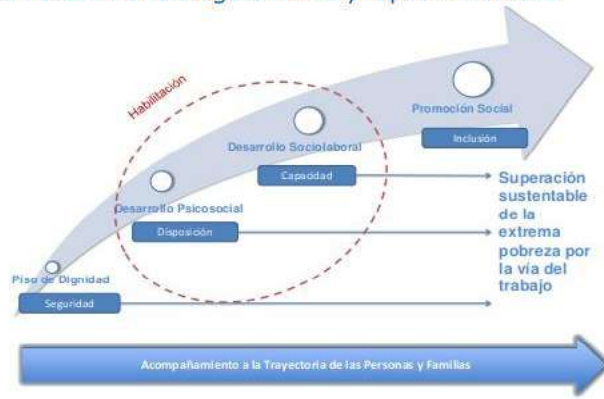 Habilitación
Promoción Social
Inclusión
Desarrollo Sociolaboral
Capacidad
Desarrollo Psicosocial
Disposición
Piso de Dignidad
Seguridad
Superación
sustentable
de la
extrema
pobreza por
la vía del
trabajo
Acompañamiento a la Trayectoria de las Personas y Familias